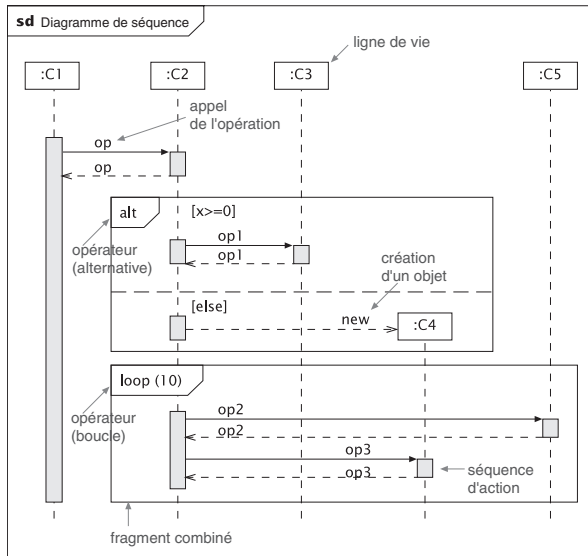 sd Diagramme de séquence
ligne de vie
:C1 :C2 :C3 :C5
appel
de l'opération
op
op
alt [x>=0]
op1
opérateur
(alternative)
op1
création
d'un objet
[else]
new :C4
loop (10)
opérateur
(boucle)
op2
op2
op3
op3
séquence
d'action
fragment combiné